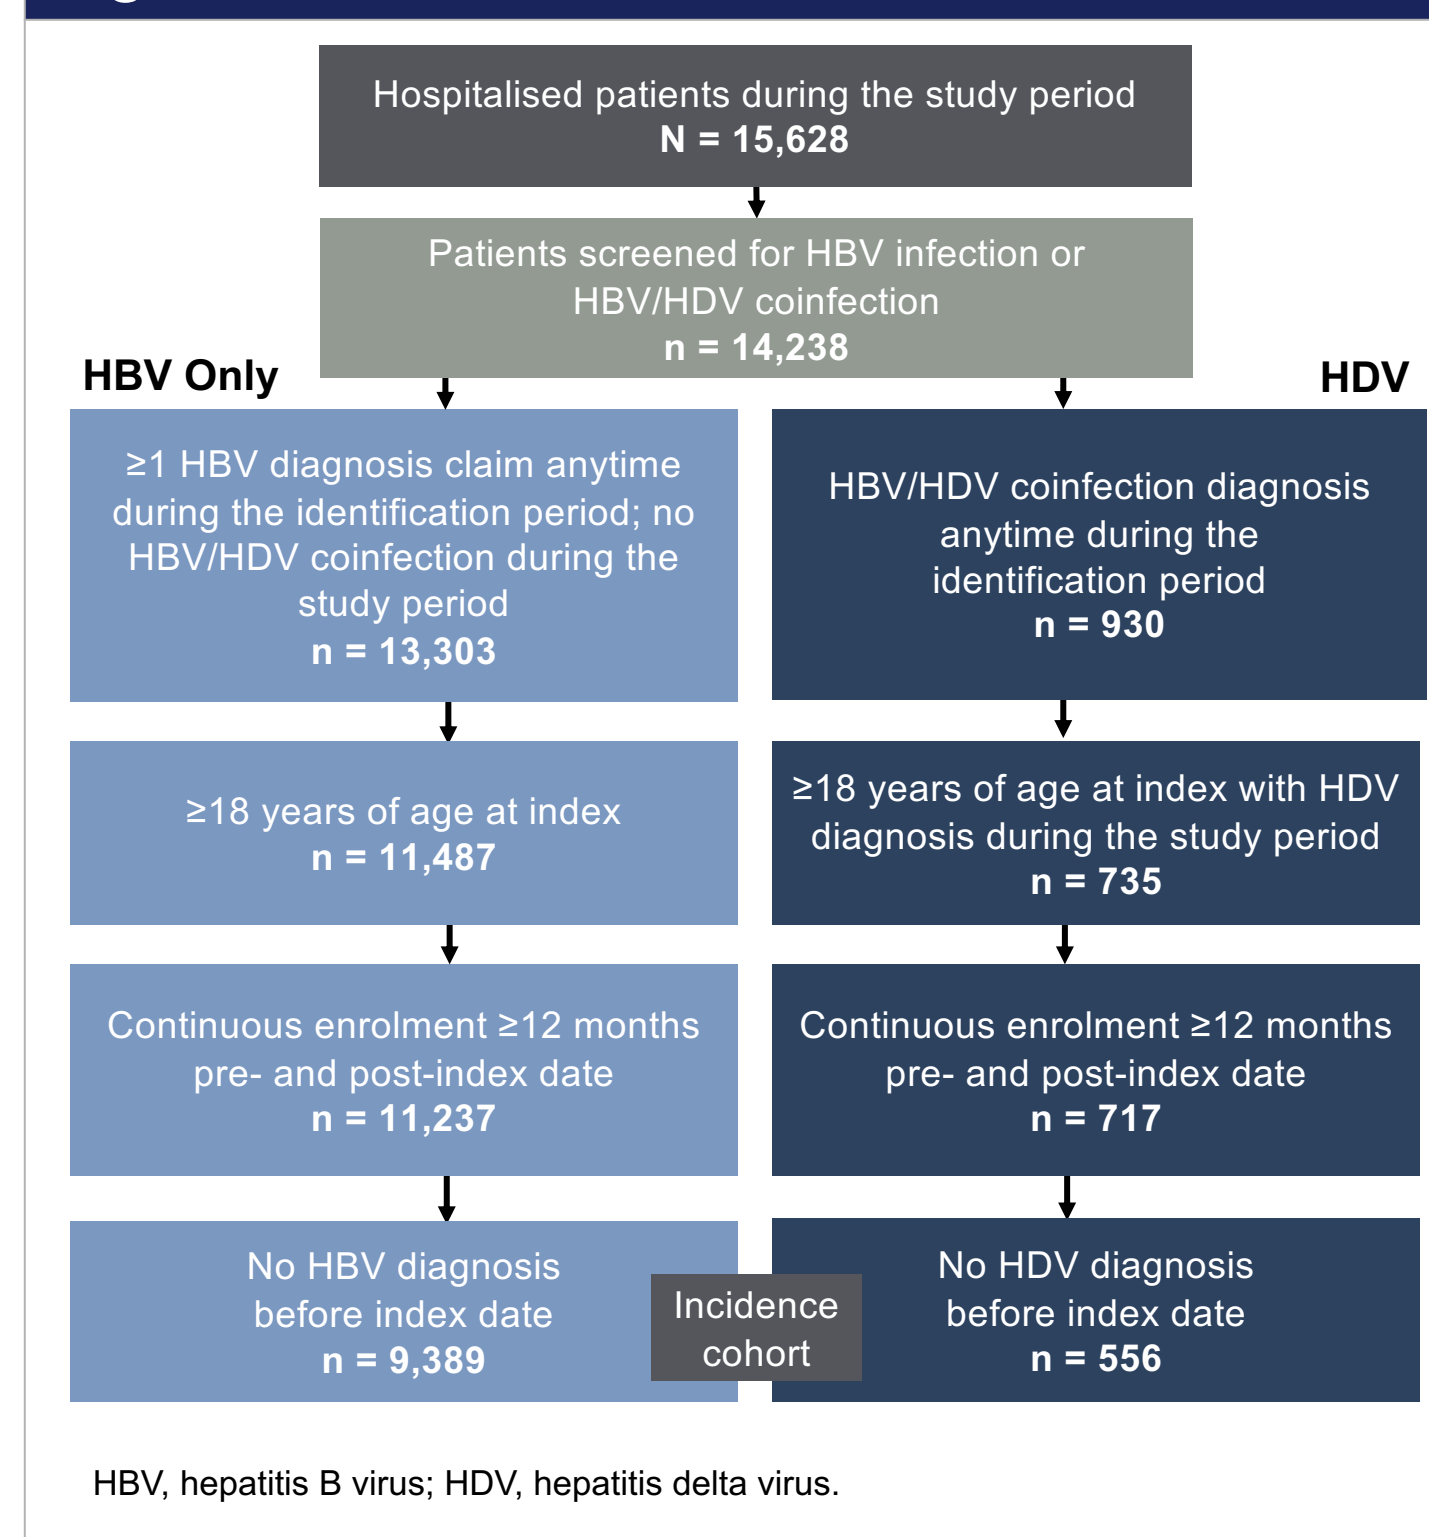 Hospitalised patients during the study period
N = 15,628
Patients screened for HBV infection or
HBV/HDV coinfection
n = 14,238
HBV Only
≥1 HBV diagnosis claim anytime
during the identification period; no
HBV/HDV coinfection during the
study period
n = 13,303
≥18 years of age at index
n = 11,487
Continuous enrolment ≥12 months
pre- and post-index date
n = 11,237
No HBV diagnosis
before index date
n = 9,389
HDV
HBV/HDV coinfection diagnosis
anytime during the
identification period
n = 930
≥18 years of age at index with HDV
diagnosis during the study period
n = 735
Continuous enrolment ≥12 months
pre- and post-index date
n = 717
No HDV diagnosis
before index date
n = 556
Incidence
cohort
HBV, hepatitis B virus; HDV, hepatitis delta virus.